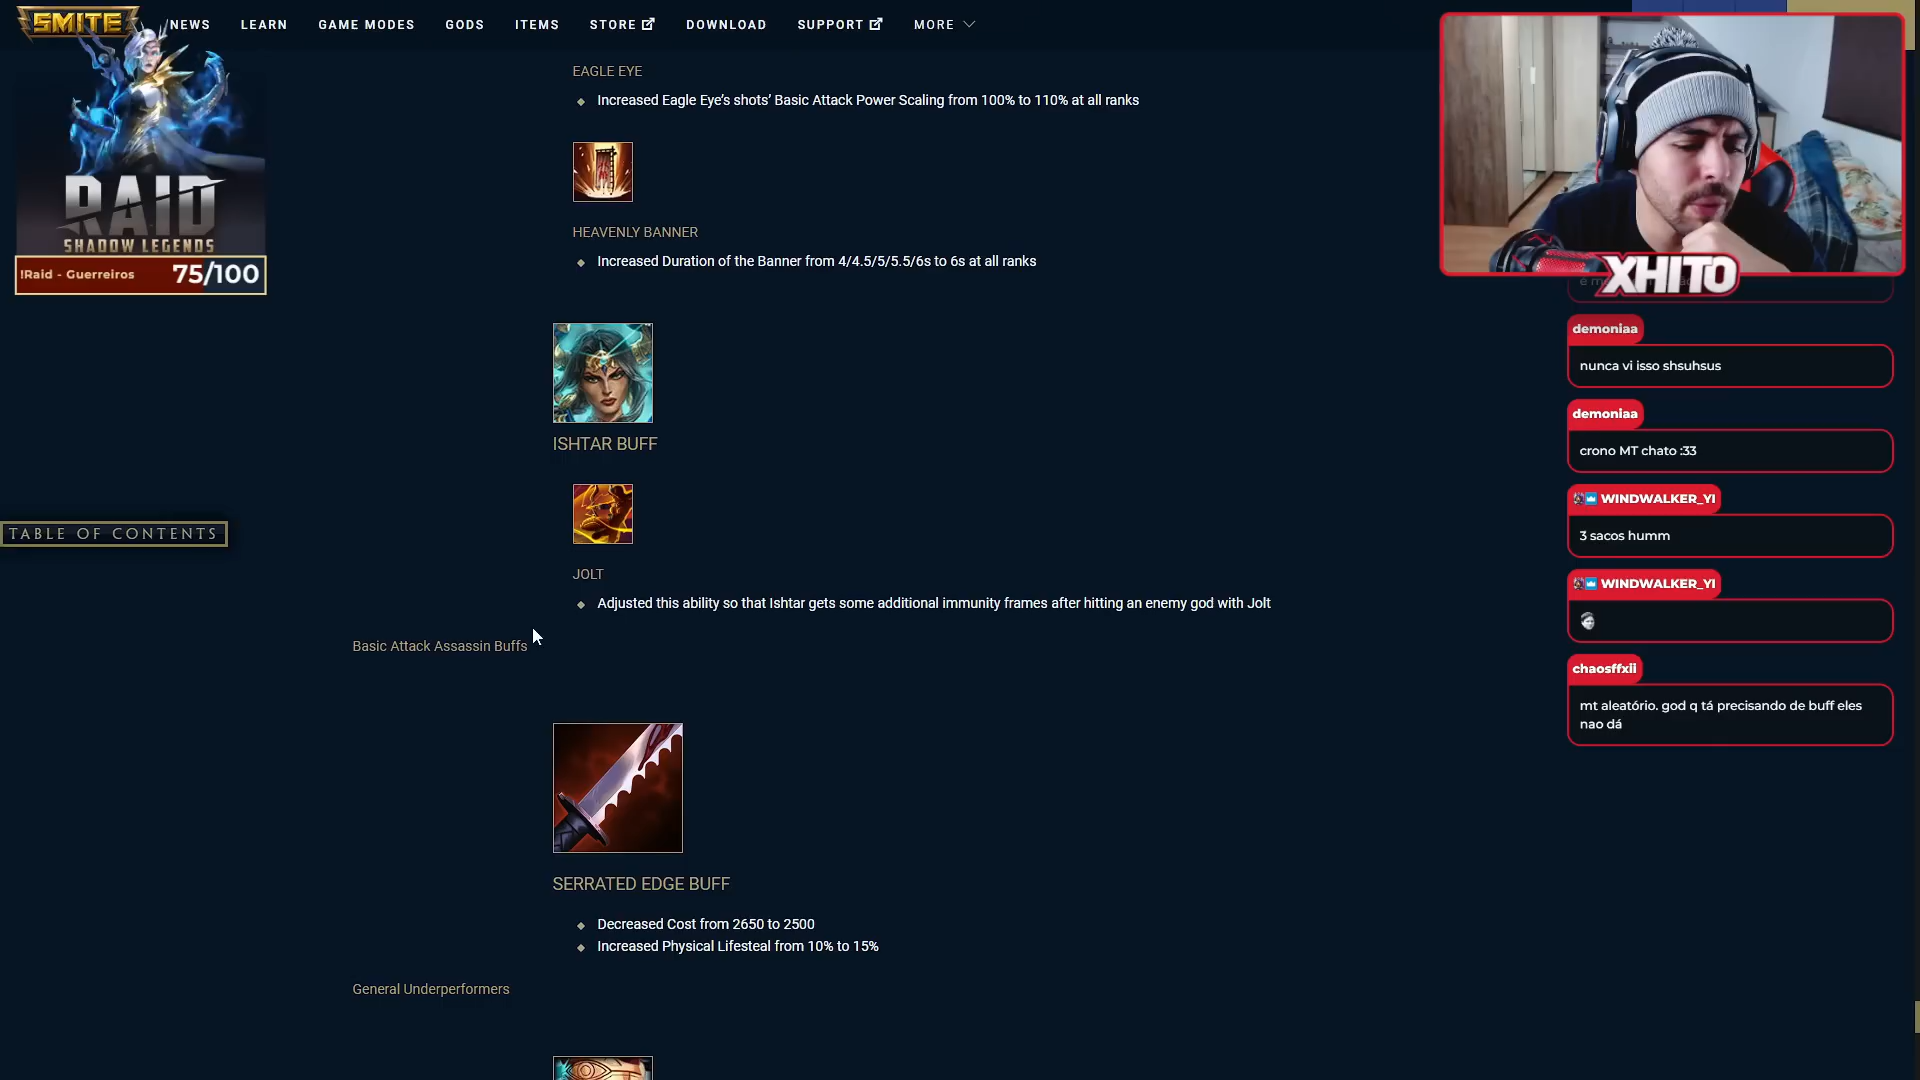 SMITE
NEWS
LEARN
GAME MODES
GODS
ITEMS
STORE
DOWNLOAD
SUPPORT
MORE
RAID
SHADOW LEGENDS
!Raid - Guerreiros 75/100
TABLE OF CONTENTS
EAGLE EYE
Increased Eagle Eye's shots' Basic Attack Power Scaling from 100% to 110% at all ranks
HEAVENLY BANNER
Increased Duration of the Banner from 4/4.5/5/5.5/6s to 6s at all ranks
ISHTAR BUFF
JOLT
Adjusted this ability so that Ishtar gets some additional immunity frames after hitting an enemy god with Jolt
Basic Attack Assassin Buffs
SERRATED EDGE BUFF
Decreased Cost from 2650 to 2500
Increased Physical Lifesteal from 10% to 15%
General Underperformers
XHITO
demoniaa
nunca vi isso shsuhsus
demoniaa
crono MT chato :33
WINDWALKER_YI
3 sacos humm
WINDWALKER_YI
chaosffxii
mt aleatório. god q tá precisando de buff eles
nao dá